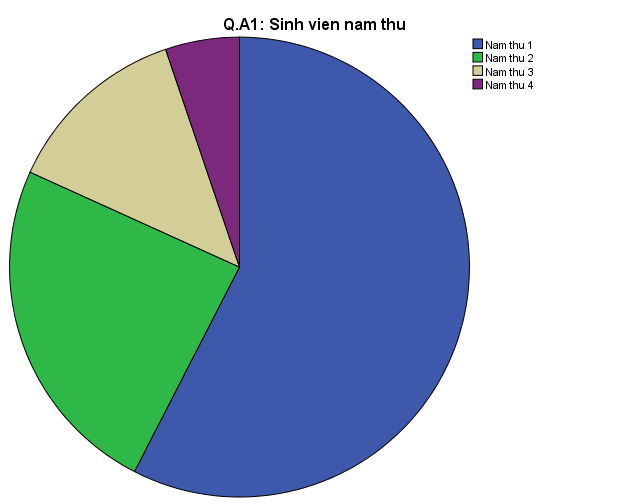 Q.A1: Sinh vien nam thu
Nam thu 1
Nam thu 2
Nam thu 3
Nam thu 4